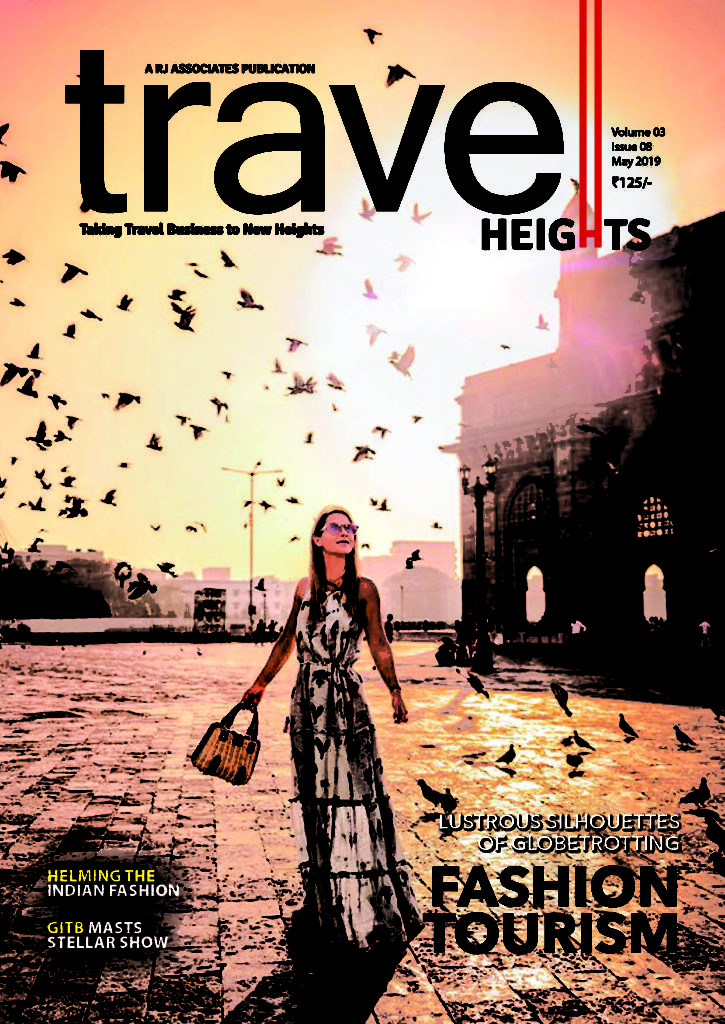 A RJ ASSOCIATES PUBLICATION
travel
HEIGHTS
Taking Travel Business to New Heights
Volume 03
Issue 08
May 2019
₹125/-
LUSTROUS SILHOUETTES
OF GLOBETROTTING
FASHION
TOURISM
HELMING THE
INDIAN FASHION
GITB MASTS
STELLAR SHOW